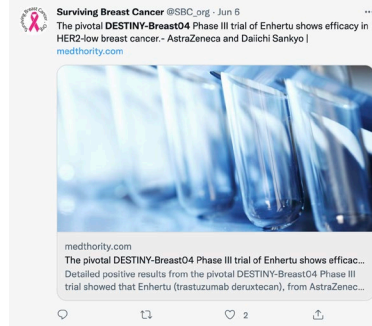 Surviving Breast Cancer @SBC_org · Jun 6
The pivotal DESTINY-Breast04 Phase III trial of Enhertu shows efficacy in
HER2-low breast cancer.- AstraZeneca and Daiichi Sankyo |
medthority.com
medthority.com
The pivotal DESTINY-Breast04 Phase III trial of Enhertu shows efficac...
Detailed positive results from the pivotal DESTINY-Breast04 Phase III
trial showed that Enhertu (trastuzumab deruxtecan), from AstraZenec...
2